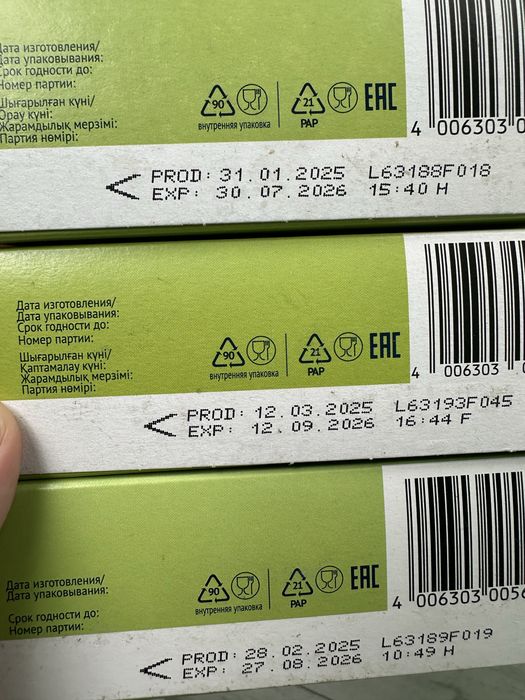 Дата изготовления/
Дата упаковывания:
Срок годности до:
Номер партии:
Шығарылған күні/
Орау күні:
Жарамдылық мерзімі:
Партия нөмірі:
90
21
PAP
EAC
внутренняя упаковка
4 006303 0
PROD: 31.01.2025 L63188F018
EXP: 30.07.2026 15:40 H
Дата изготовления/
Дата упаковывания:
Срок годности до:
Номер партии:
Шығарылған күні/
Қаптамалау күні:
Жарамдылық мерзімі:
Партия нөмірі:
90
21
PAP
EAC
внутренняя упаковка
4 006303 0
PROD: 12.03.2025 L63193F045
EXP: 12.09.2026 16:44 F
Дата изготовления/
Дата упаковывания:
Срок годности до:
Номер партии:
90
21
PAP
EAC
внутренняя упаковка
4 006303 005
PROD: 28.02.2025 L63189F019
EXP: 27.08.2026 10:49 H